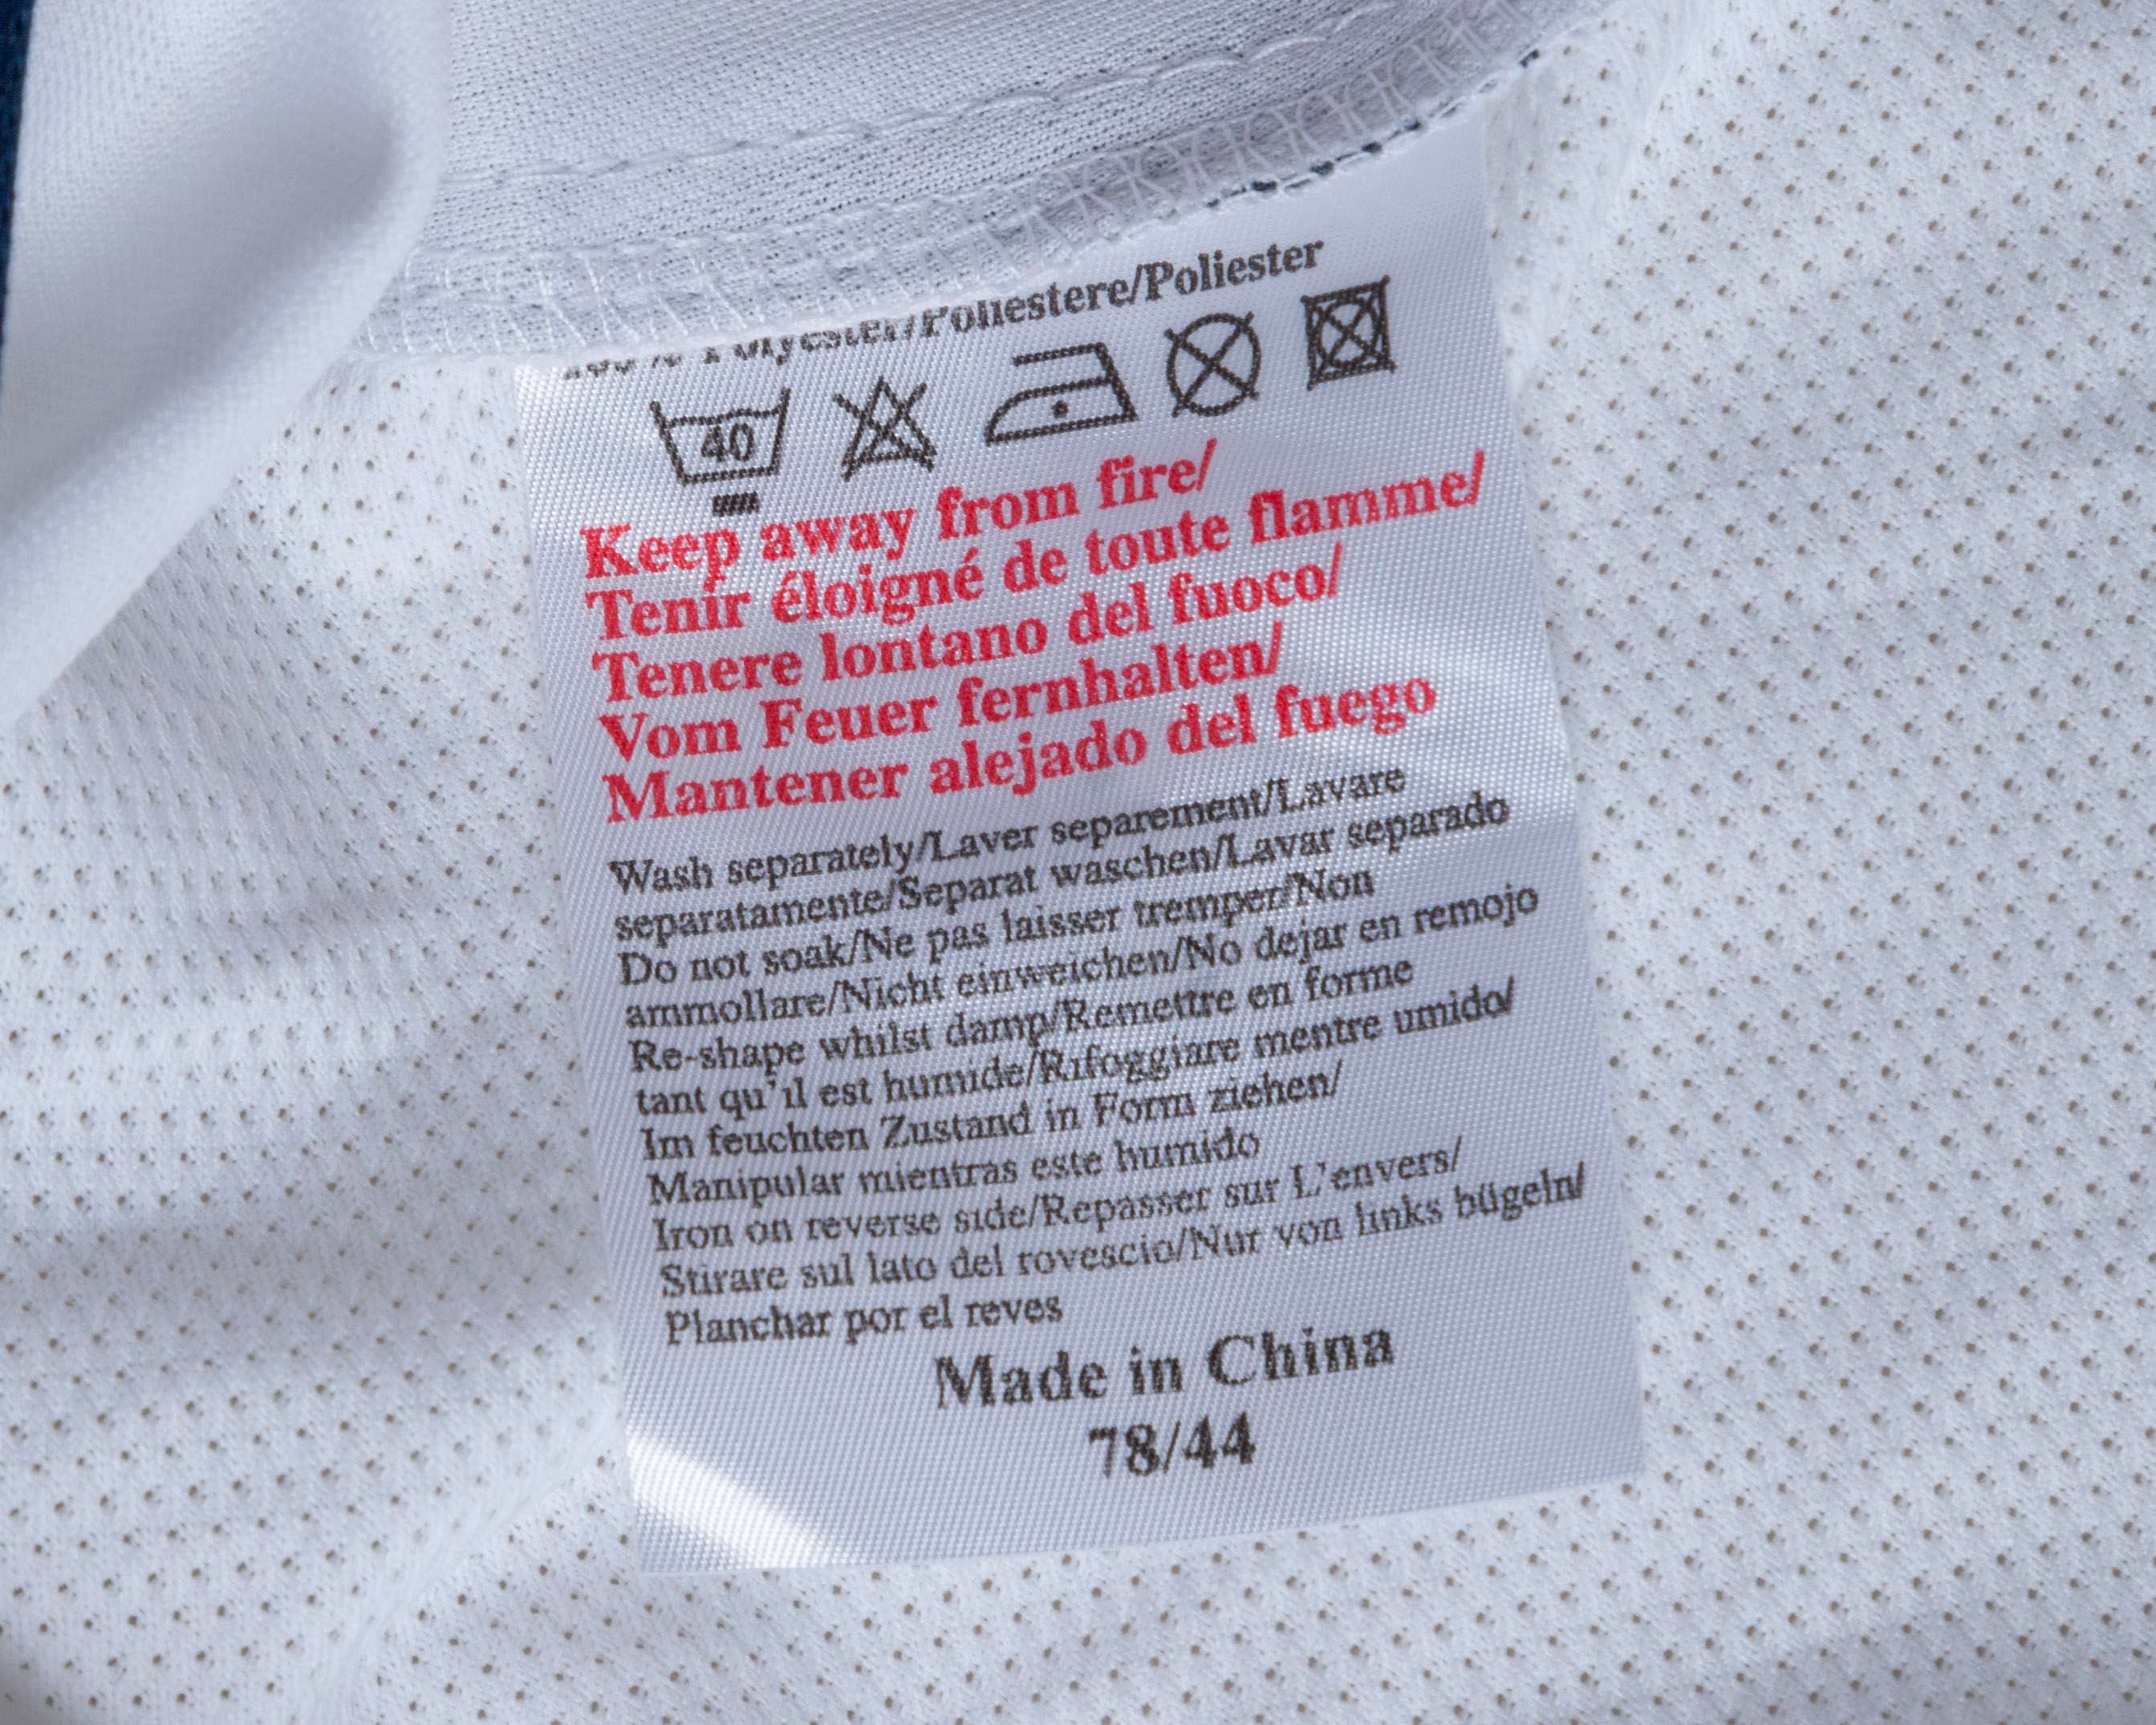 100% Polyester/Poliestere/Poliester
40
Keep away from fire/
Tenir éloigné de toute flamme/
Tenere lontano del fuoco/
Vom Feuer fernhalten/
Mantener alejado del fuego
Wash separately/Laver separement/Lavare
separatamente/Separat waschen/Lavar separado
Do not soak/Ne pas laisser tremper/Non
ammollare/Nicht einweichen/No dejar en remojo
Re-shape whilst damp/Remettre en forme
tant qu'il est humide/Rifoggiare mentre umido/
Im feuchten Zustand in Form ziehen/
Manipular mientras este humido
Iron on reverse side/Repasser sur L'envers/
Stirare sul lato del rovescio/Nur von links bügeln/
Planchar por el reves
Made in China
78/44